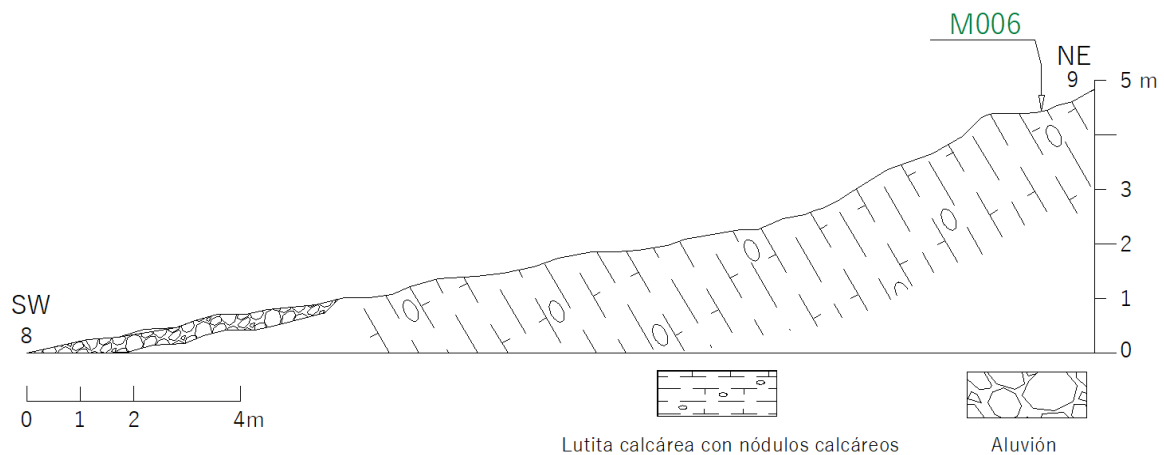 M006
NE
9
5 m
3
2
1
0
SW
8
0 1 2 4m
Lutita calcárea con nódulos calcáreos
Aluvión